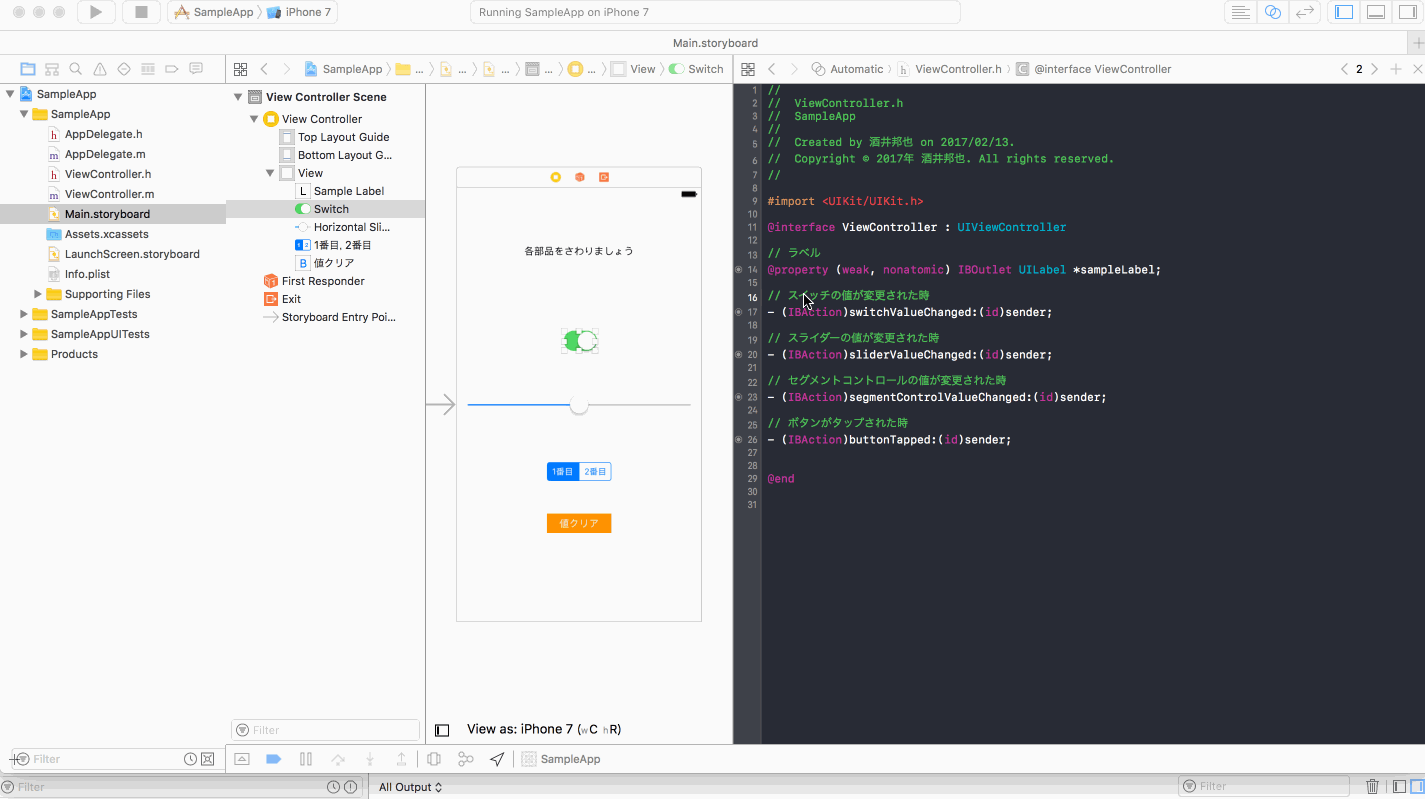 SampleApp iPhone 7
Running SampleApp on iPhone 7
Main.storyboard
SampleApp ... ... ... ... ... View Switch
Automatic ViewController.h @interface ViewController
2
SampleApp
SampleApp
AppDelegate.h
AppDelegate.m
ViewController.h
ViewController.m
Main.storyboard
Assets.xcassets
LaunchScreen.storyboard
Info.plist
Supporting Files
SampleAppTests
SampleAppUITests
Products
View Controller Scene
View Controller
Top Layout Guide
Bottom Layout G...
View
L Sample Label
Switch
Horizontal Sli...
1番目, 2番目
B 値クリア
First Responder
Exit
Storyboard Entry Poi...
各部品をさわりましょう
1番目 2番目
値クリア
View as: iPhone 7 (wC hR)
1 //
2 //  ViewController.h
3 //  SampleApp
4 //
5 //  Created by 酒井邦也 on 2017/02/13.
6 //  Copyright © 2017年 酒井邦也. All rights reserved.
7 //
8
9 #import <UIKit/UIKit.h>
10
11 @interface ViewController : UIViewController
12
13 // ラベル
14 @property (weak, nonatomic) IBOutlet UILabel *sampleLabel;
15
16 // スイッチの値が変更された時
17 - (IBAction)switchValueChanged:(id)sender;
18
19 // スライダーの値が変更された時
20 - (IBAction)sliderValueChanged:(id)sender;
21
22 // セグメントコントロールの値が変更された時
23 - (IBAction)segmentControlValueChanged:(id)sender;
24
25 // ボタンがタップされた時
26 - (IBAction)buttonTapped:(id)sender;
27
28
29 @end
30
31
Filter
Filter
SampleApp
Filter
All Output
Filter